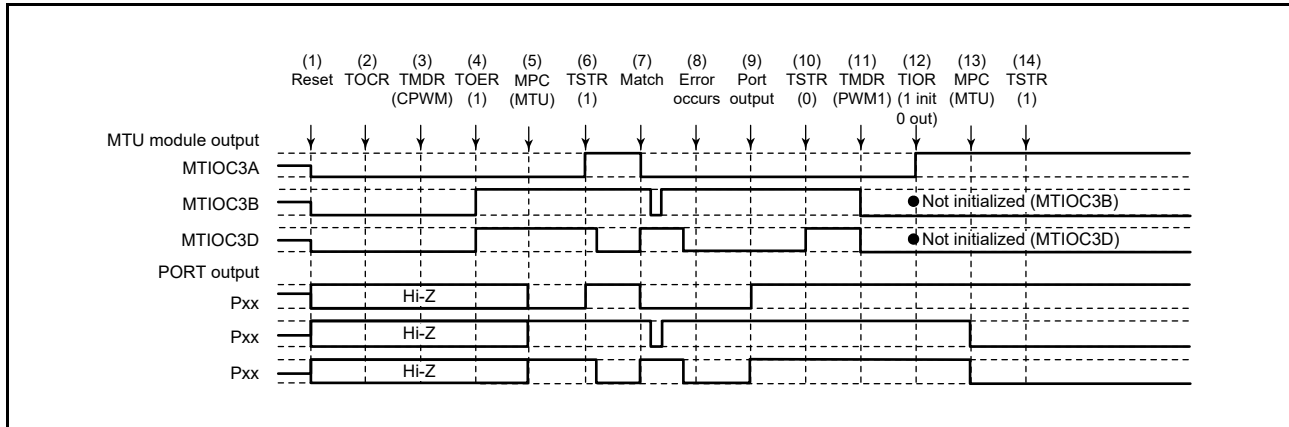 (1) (2) (3) (4) (5) (6) (7) (8) (9) (10) (11) (12) (13) (14)
Reset TOCR TMDR TOER MPC TSTR Match Error Port TSTR TMDR TIOR MPC TSTR
(CPWM) (1) (MTU) (1) occurs output (0) (PWM1) (1 init (MTU) (1)
0 out)
MTU module output
MTIOC3A
MTIOC3B ● Not initialized (MTIOC3B)
MTIOC3D ● Not initialized (MTIOC3D)
PORT output
Pxx Hi-Z
Pxx Hi-Z
Pxx Hi-Z